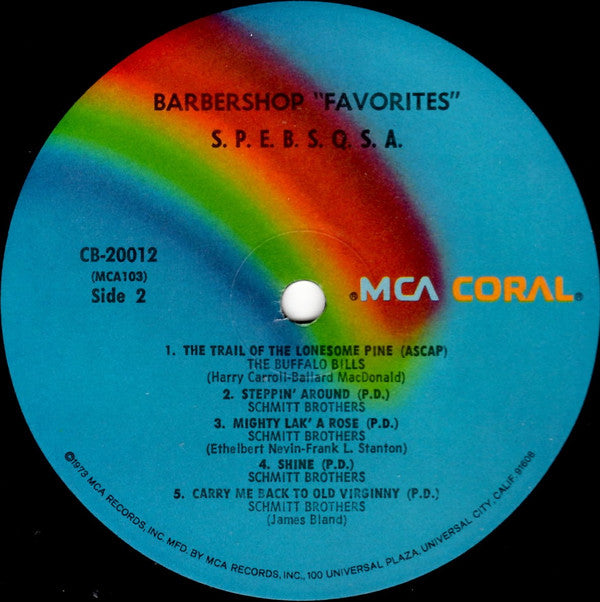 BARBERSHOP "FAVORITES"
S. P. E. B. S. Q. S. A.
CB-20012
(MCA103)
Side 2
®MCA CORAL®
1. THE TRAIL OF THE LONESOME PINE (ASCAP)
THE BUFFALO BILLS
(Harry Carroll-Ballard MacDonald)
2. STEPPIN' AROUND (P.D.)
SCHMITT BROTHERS
3. MIGHTY LAK' A ROSE (P.D.)
SCHMITT BROTHERS
(Ethelbert Nevin-Frank L. Stanton)
4. SHINE (P.D.)
SCHMITT BROTHERS
5. CARRY ME BACK TO OLD VIRGINNY (P.D.)
SCHMITT BROTHERS
(James Bland)
©1973 MCA RECORDS, INC. MFD. BY MCA RECORDS, INC., 100 UNIVERSAL PLAZA, UNIVERSAL CITY, CALIF. 91608